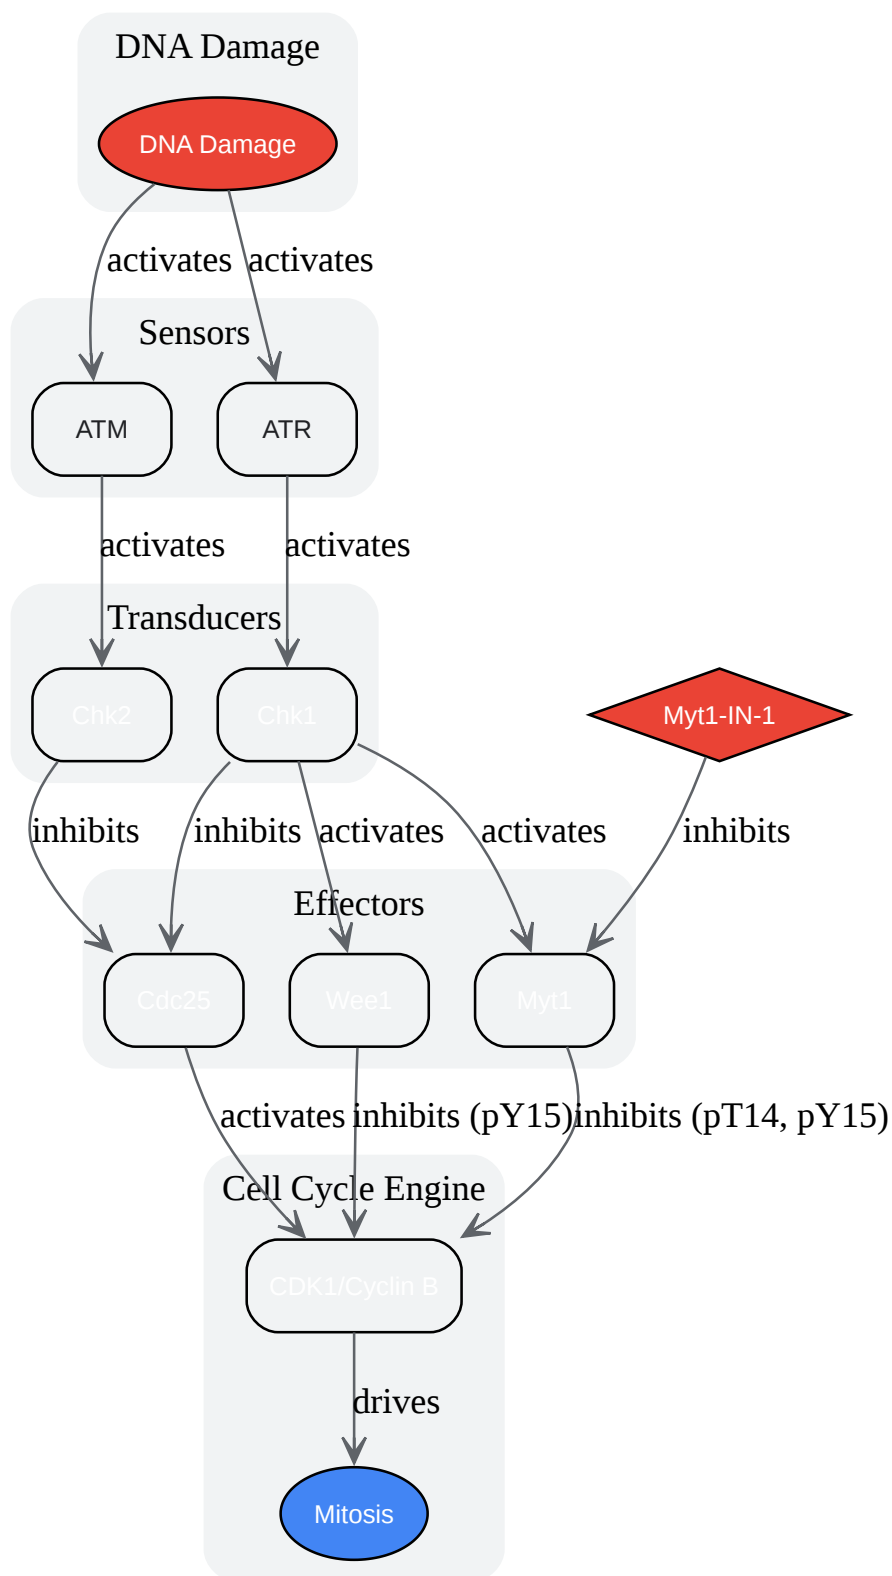 DNA Damage
DNA Damage
activates
activates
Sensors
ATM
ATR
activates
activates
Transducers
Chk2
Chk1
Myt1-IN-1
inhibits
inhibits
activates
activates
inhibits
Effectors
Cdc25
Wee1
Myt1
activates
inhibits (pY15)
inhibits (pT14, pY15)
Cell Cycle Engine
CDK1/Cyclin B
drives
Mitosis